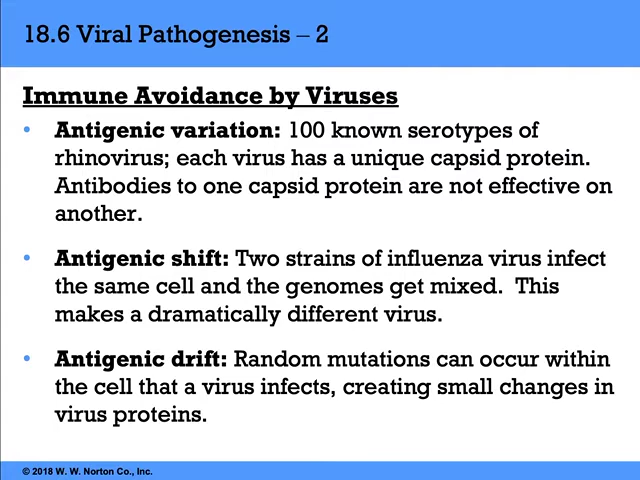 18.6 Viral Pathogenesis – 2
Immune Avoidance by Viruses
• Antigenic variation: 100 known serotypes of
rhinovirus; each virus has a unique capsid protein.
Antibodies to one capsid protein are not effective on
another.
• Antigenic shift: Two strains of influenza virus infect
the same cell and the genomes get mixed.  This
makes a dramatically different virus.
• Antigenic drift: Random mutations can occur within
the cell that a virus infects, creating small changes in
virus proteins.
© 2018 W. W. Norton Co., Inc.